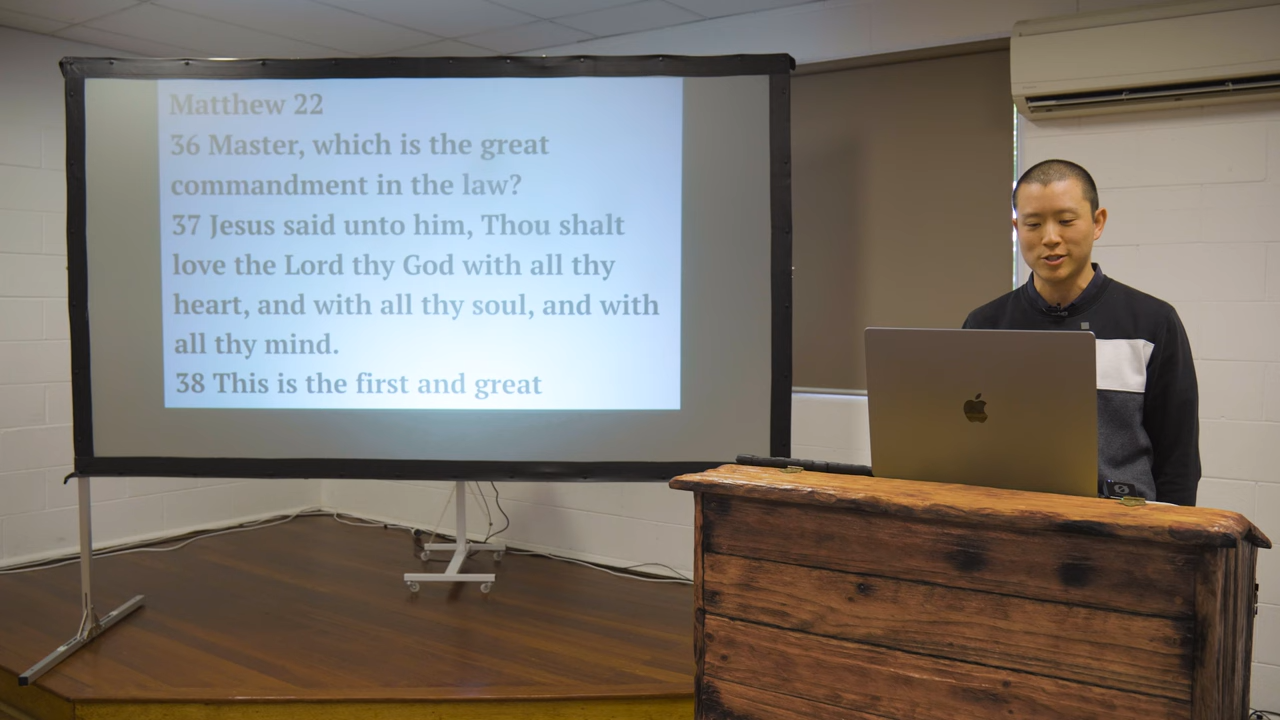 Matthew 22
36 Master, which is the great
commandment in the law?
37 Jesus said unto him, Thou shalt
love the Lord thy God with all thy
heart, and with all thy soul, and with
all thy mind.
38 This is the first and great